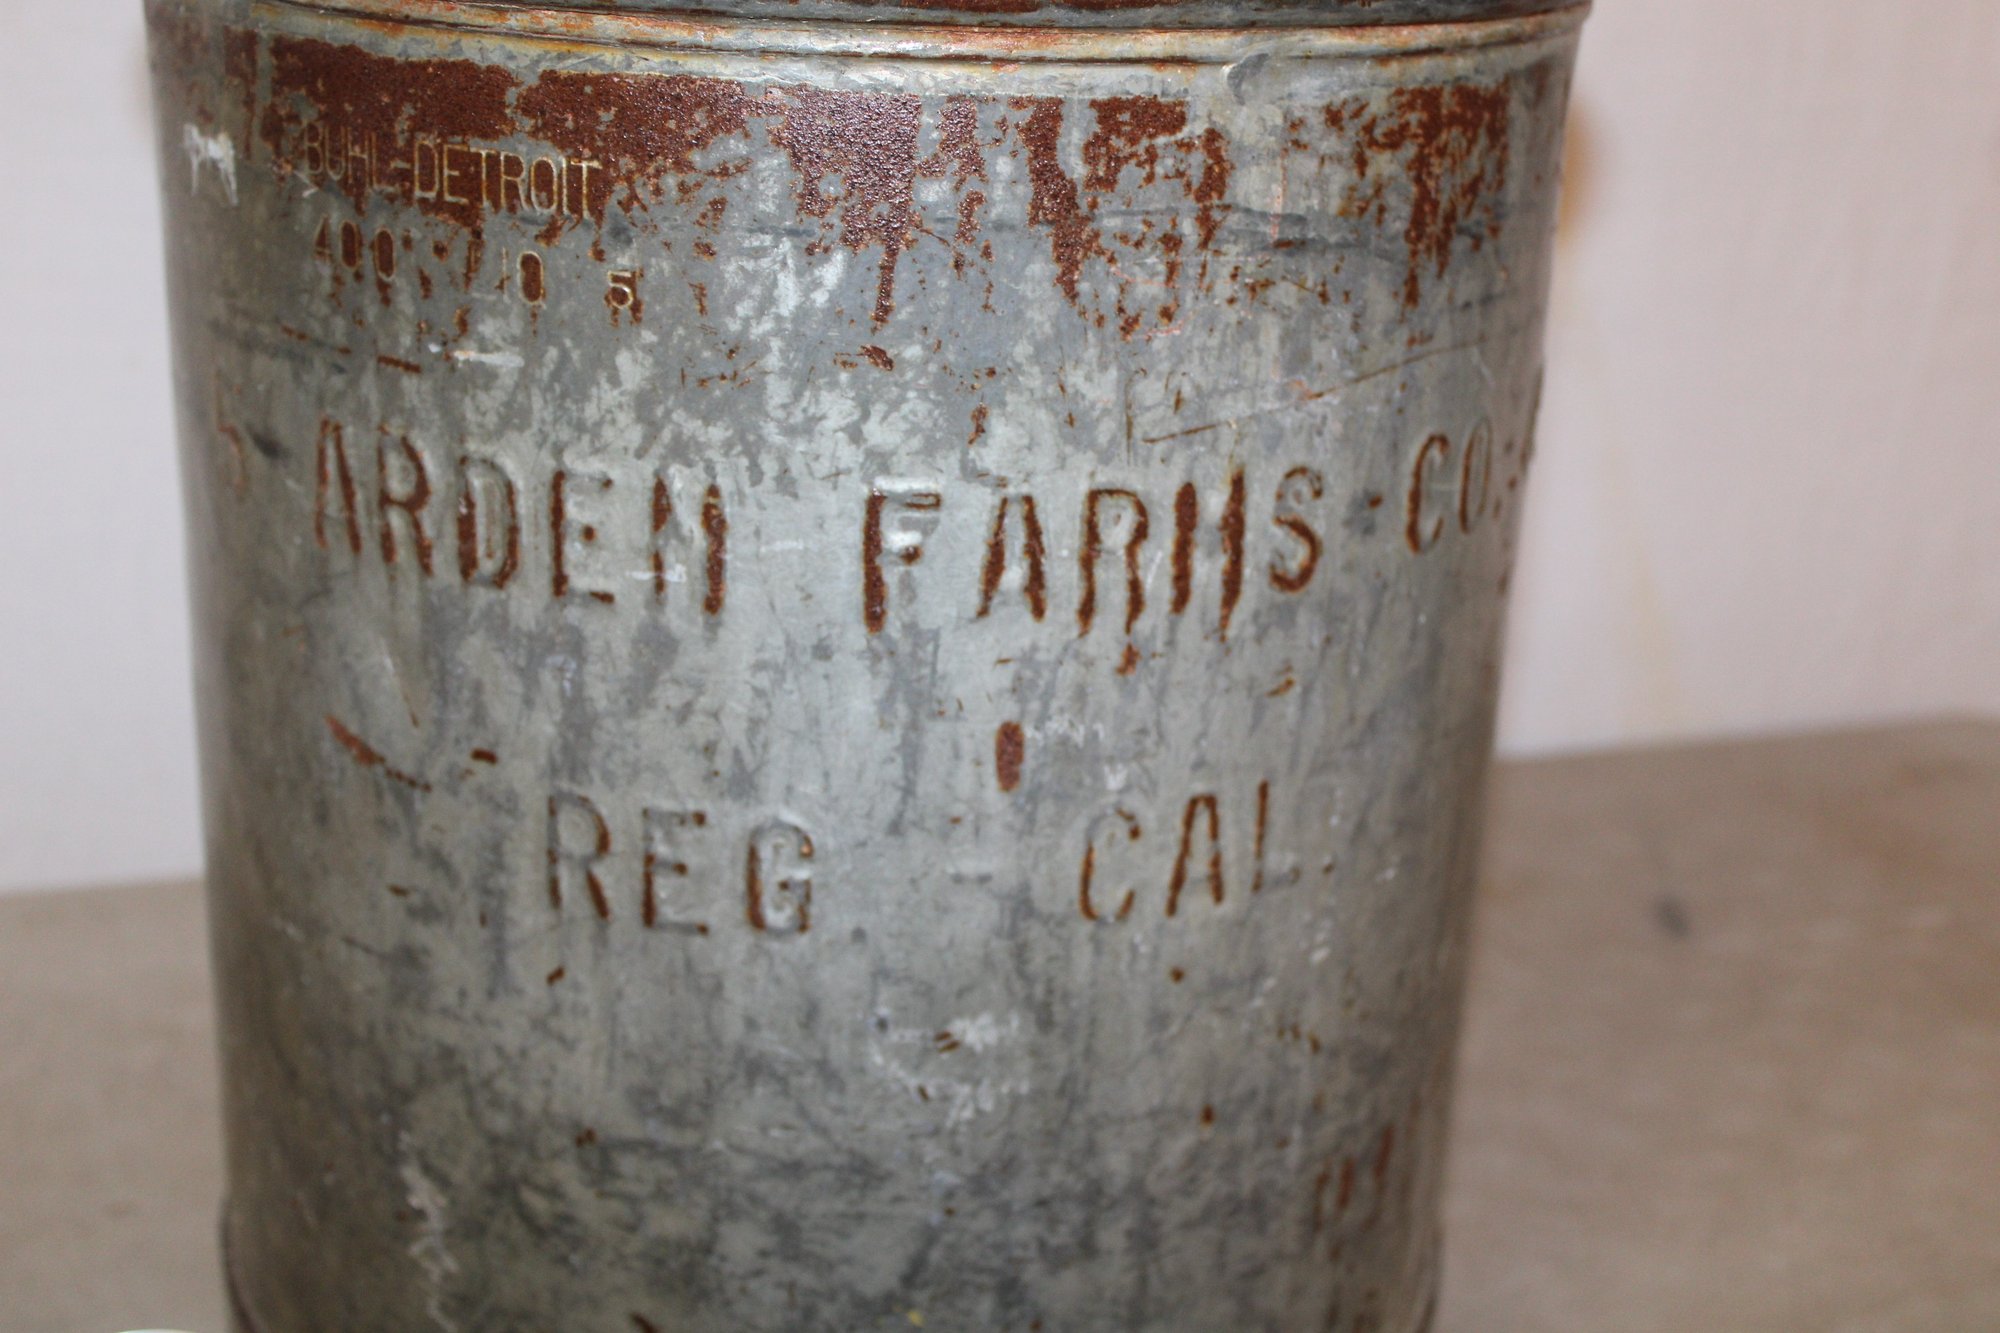 BUHL-DETROIT
ARDEN FARMS CO.
REG - CAL.